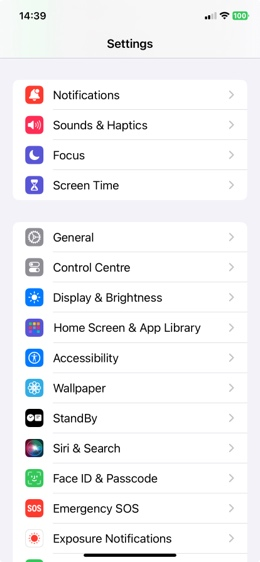 14:39
100
Settings
Notifications
Sounds & Haptics
Focus
Screen Time
General
Control Centre
Display & Brightness
Home Screen & App Library
Accessibility
Wallpaper
StandBy
Siri & Search
Face ID & Passcode
SOS
Emergency SOS
Exposure Notifications